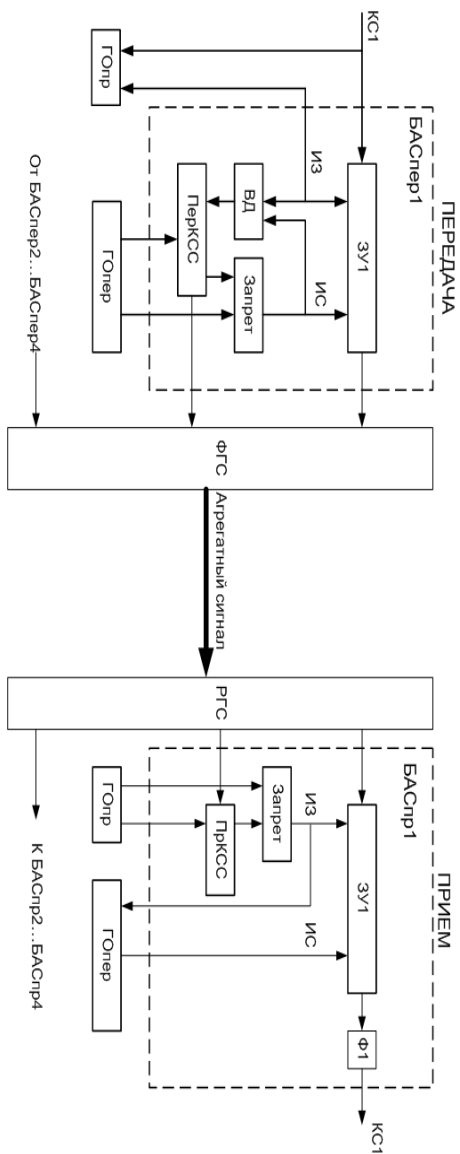 ПЕРЕДАЧА
БАСпер1
КС1
ЗУ1
ИЗ
ИС
ГОпр
ВД
Запрет
ПерКСС
ГОпер
От БАСпер2...БАСпер4
ФГС
Агрегатный сигнал
РГС
ПРИЕМ
БАСпр1
ЗУ1
Ф1
КС1
ИЗ
ИС
Запрет
ПрКСС
ГОпр
ГОпер
К БАСпр2...БАСпр4